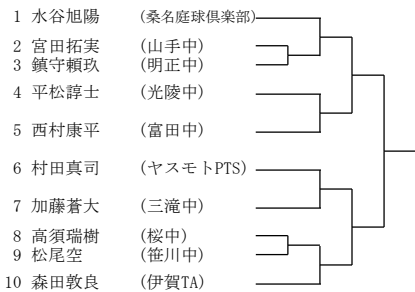 1 水谷旭陽 (桑名庭球倶楽部)
2 宮田拓実 (山手中)
3 鎮守頼玖 (明正中)
4 平松諄士 (光陵中)
5 西村康平 (富田中)
6 村田真司 (ヤスモトPTS)
7 加藤蒼大 (三滝中)
8 高須瑞樹 (桜中)
9 松尾空 (笹川中)
10 森田敦良 (伊賀TA)